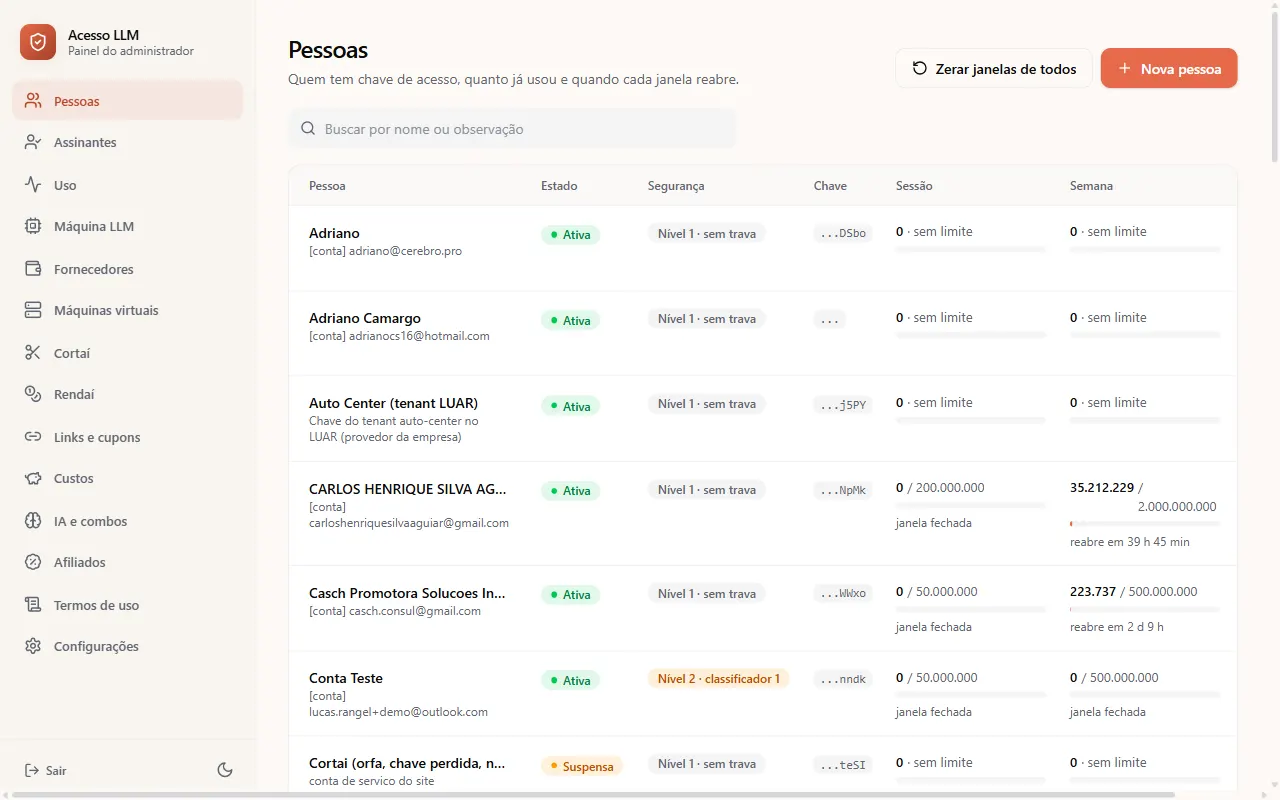 Acesso LLM
Painel do administrador
Pessoas
Assinantes
Uso
Máquina LLM
Fornecedores
Máquinas virtuais
Cortaí
Rendaí
Links e cupons
Custos
IA e combos
Afiliados
Termos de uso
Configurações
Sair
Pessoas
Quem tem chave de acesso, quanto já usou e quando cada janela reabre.
Zerar janelas de todos
+ Nova pessoa
Buscar por nome ou observação
Pessoa Estado Segurança Chave Sessão Semana
Adriano Ativa Nível 1 · sem trava ...DSbo 0 · sem limite 0 · sem limite
[conta] adriano@cerebro.pro
Adriano Camargo Ativa Nível 1 · sem trava ... 0 · sem limite 0 · sem limite
[conta] adrianocs16@hotmail.com
Auto Center (tenant LUAR) Ativa Nível 1 · sem trava ...j5PY 0 · sem limite 0 · sem limite
Chave do tenant auto-center no
LUAR (provedor da empresa)
CARLOS HENRIQUE SILVA AG... Ativa Nível 1 · sem trava ...NpMk 0 / 200.000.000 35.212.229 /
2.000.000.000
[conta]
carloshenriquesilvaaguiar@gmail.com janela fechada
reabre em 39 h 45 min
Casch Promotora Solucoes In... Ativa Nível 1 · sem trava ...WWxo 0 / 50.000.000 223.737 / 500.000.000
[conta] casch.consul@gmail.com
janela fechada reabre em 2 d 9 h
Conta Teste Ativa Nível 2 · classificador 1 ...nndk 0 / 50.000.000 0 / 500.000.000
[conta]
lucas.rangel+demo@outlook.com janela fechada janela fechada
Cortai (orfa, chave perdida, n... Suspensa Nível 1 · sem trava ...teSI 0 · sem limite 0 · sem limite
conta de servico do site